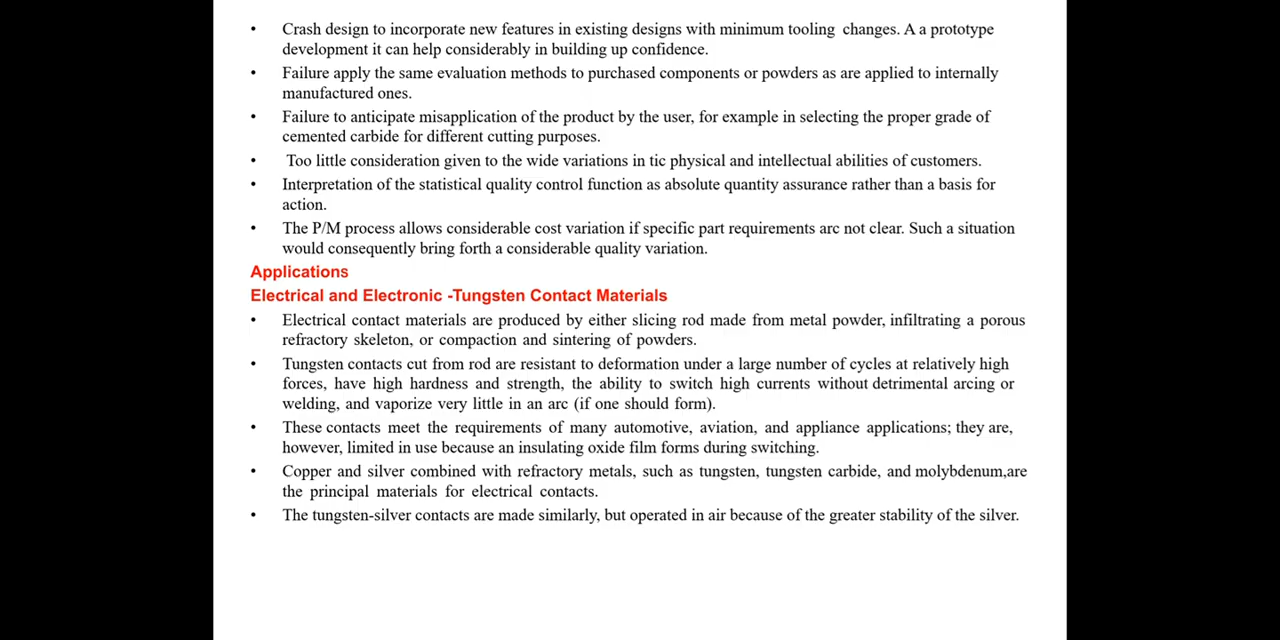 • Crash design to incorporate new features in existing designs with minimum tooling changes. A a prototype
development it can help considerably in building up confidence.
• Failure apply the same evaluation methods to purchased components or powders as are applied to internally
manufactured ones.
• Failure to anticipate misapplication of the product by the user, for example in selecting the proper grade of
cemented carbide for different cutting purposes.
• Too little consideration given to the wide variations in tic physical and intellectual abilities of customers.
• Interpretation of the statistical quality control function as absolute quantity assurance rather than a basis for
action.
• The P/M process allows considerable cost variation if specific part requirements arc not clear. Such a situation
would consequently bring forth a considerable quality variation.
Applications
Electrical and Electronic -Tungsten Contact Materials
• Electrical contact materials are produced by either slicing rod made from metal powder, infiltrating a porous
refractory skeleton, or compaction and sintering of powders.
• Tungsten contacts cut from rod are resistant to deformation under a large number of cycles at relatively high
forces, have high hardness and strength, the ability to switch high currents without detrimental arcing or
welding, and vaporize very little in an arc (if one should form).
• These contacts meet the requirements of many automotive, aviation, and appliance applications; they are,
however, limited in use because an insulating oxide film forms during switching.
• Copper and silver combined with refractory metals, such as tungsten, tungsten carbide, and molybdenum,are
the principal materials for electrical contacts.
• The tungsten-silver contacts are made similarly, but operated in air because of the greater stability of the silver.